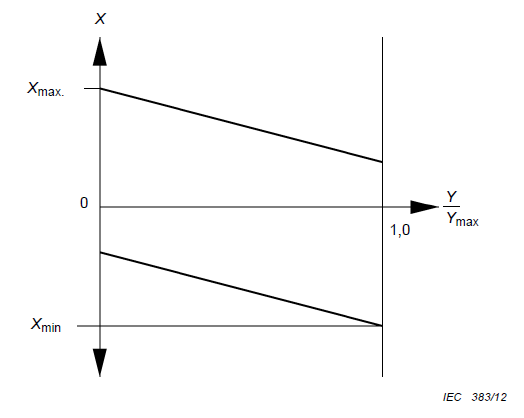 X
Xmax.
0
Y
Ymax
1,0
Xmin
IEC 383/12